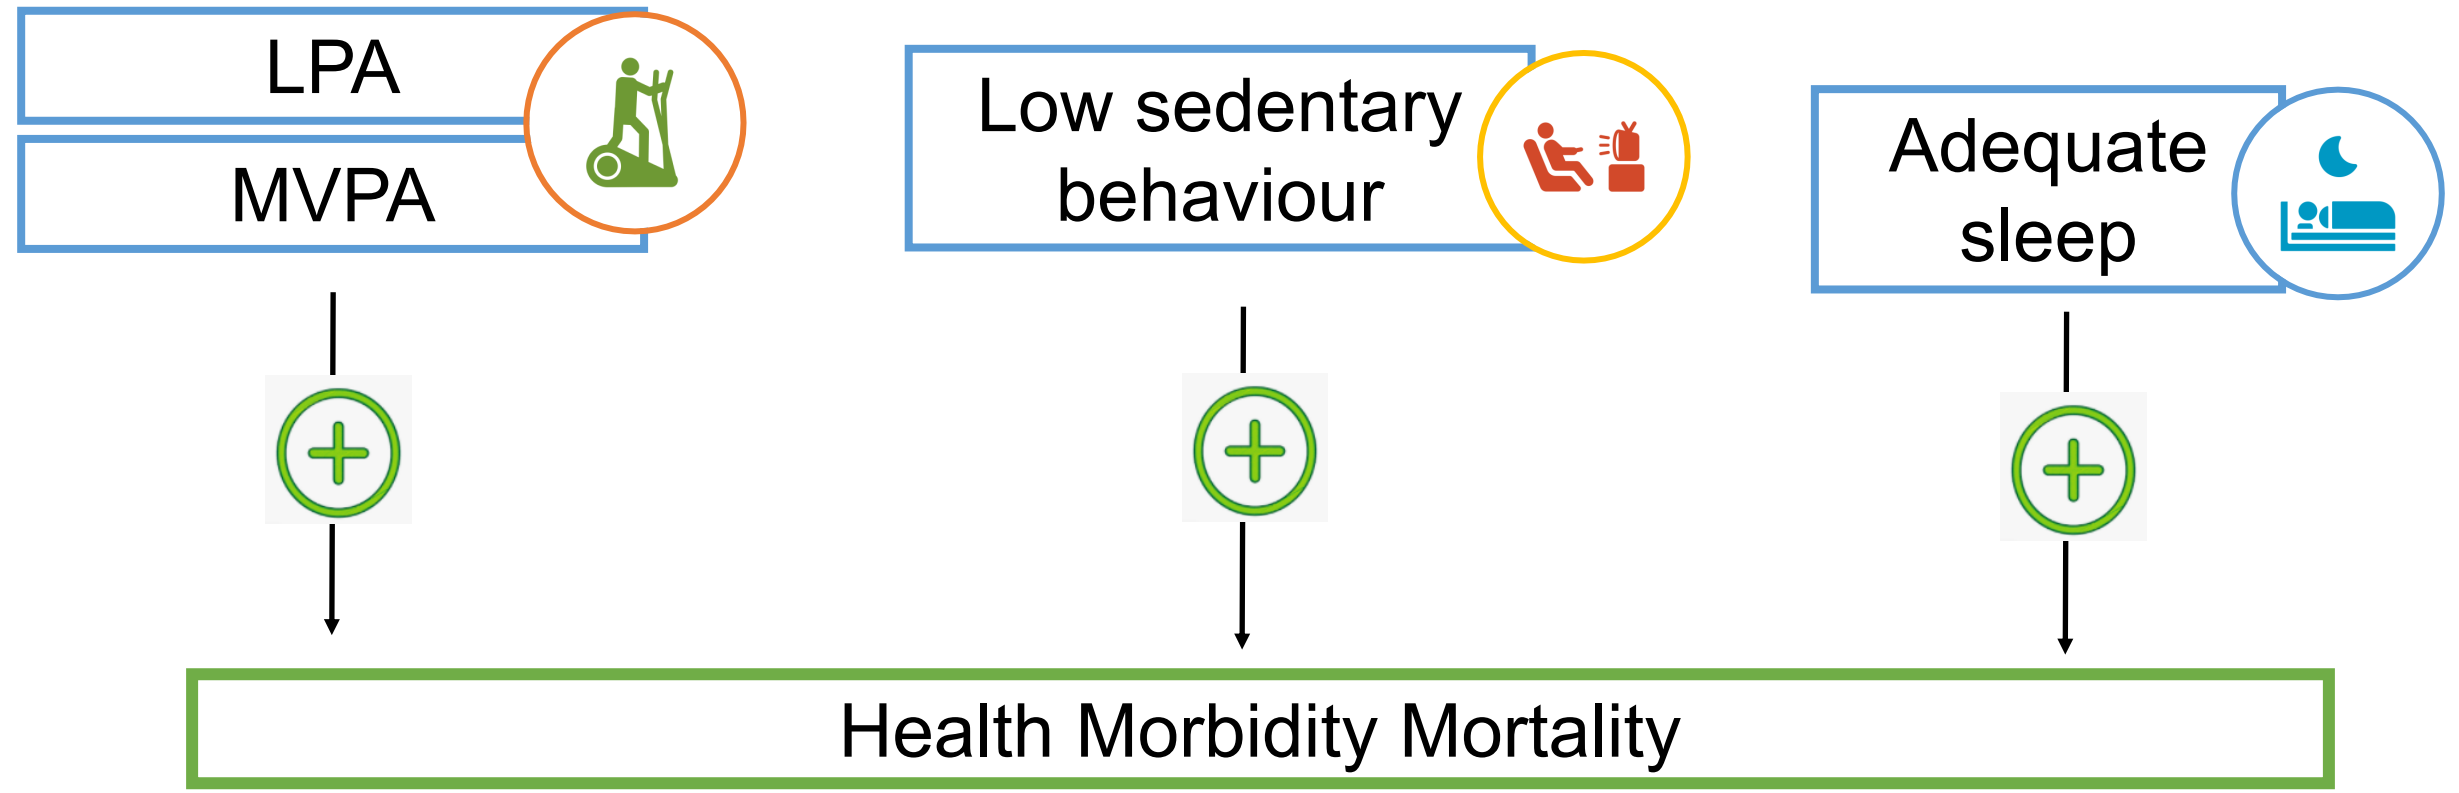 LPA
MVPA
Low sedentary
behaviour
Adequate
sleep
Health Morbidity Mortality